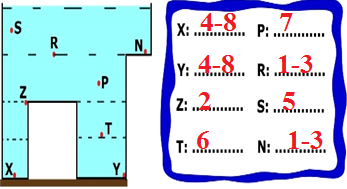 S
R
N
Z
P
T
X
Y
X: 4-8 P: 7
Y: 4-8 R: 1-3
Z: 2 S: 5
T: 6 N: 1-3